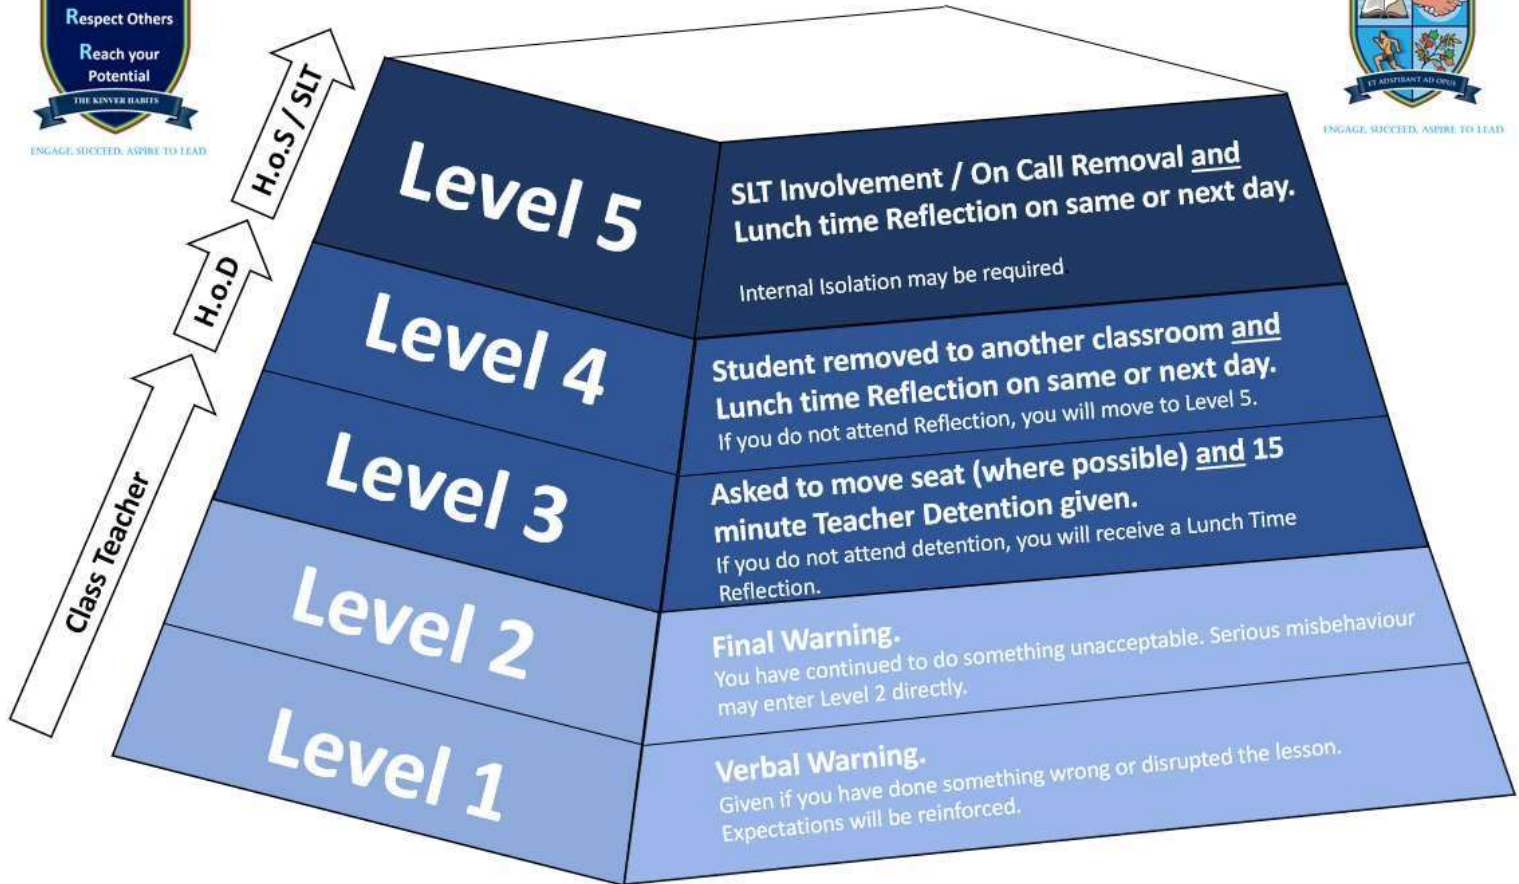 Respect Others
Reach your
Potential
THE KINVER HABITS
ENGAGE, SUCCEED, ASPIRE TO LEAD
ET ADSPIRANT AD OPUS
ENGAGE, SUCCEED, ASPIRE TO LEAD
H.o.S / SLT
H.o.D
Class Teacher
Level 5
SLT Involvement / On Call Removal and
Lunch time Reflection on same or next day.
Internal Isolation may be required.
Level 4
Student removed to another classroom and
Lunch time Reflection on same or next day.
If you do not attend Reflection, you will move to Level 5.
Level 3
Asked to move seat (where possible) and 15
minute Teacher Detention given.
If you do not attend detention, you will receive a Lunch Time
Reflection.
Level 2
Final Warning.
You have continued to do something unacceptable. Serious misbehaviour
may enter Level 2 directly.
Level 1
Verbal Warning.
Given if you have done something wrong or disrupted the lesson.
Expectations will be reinforced.